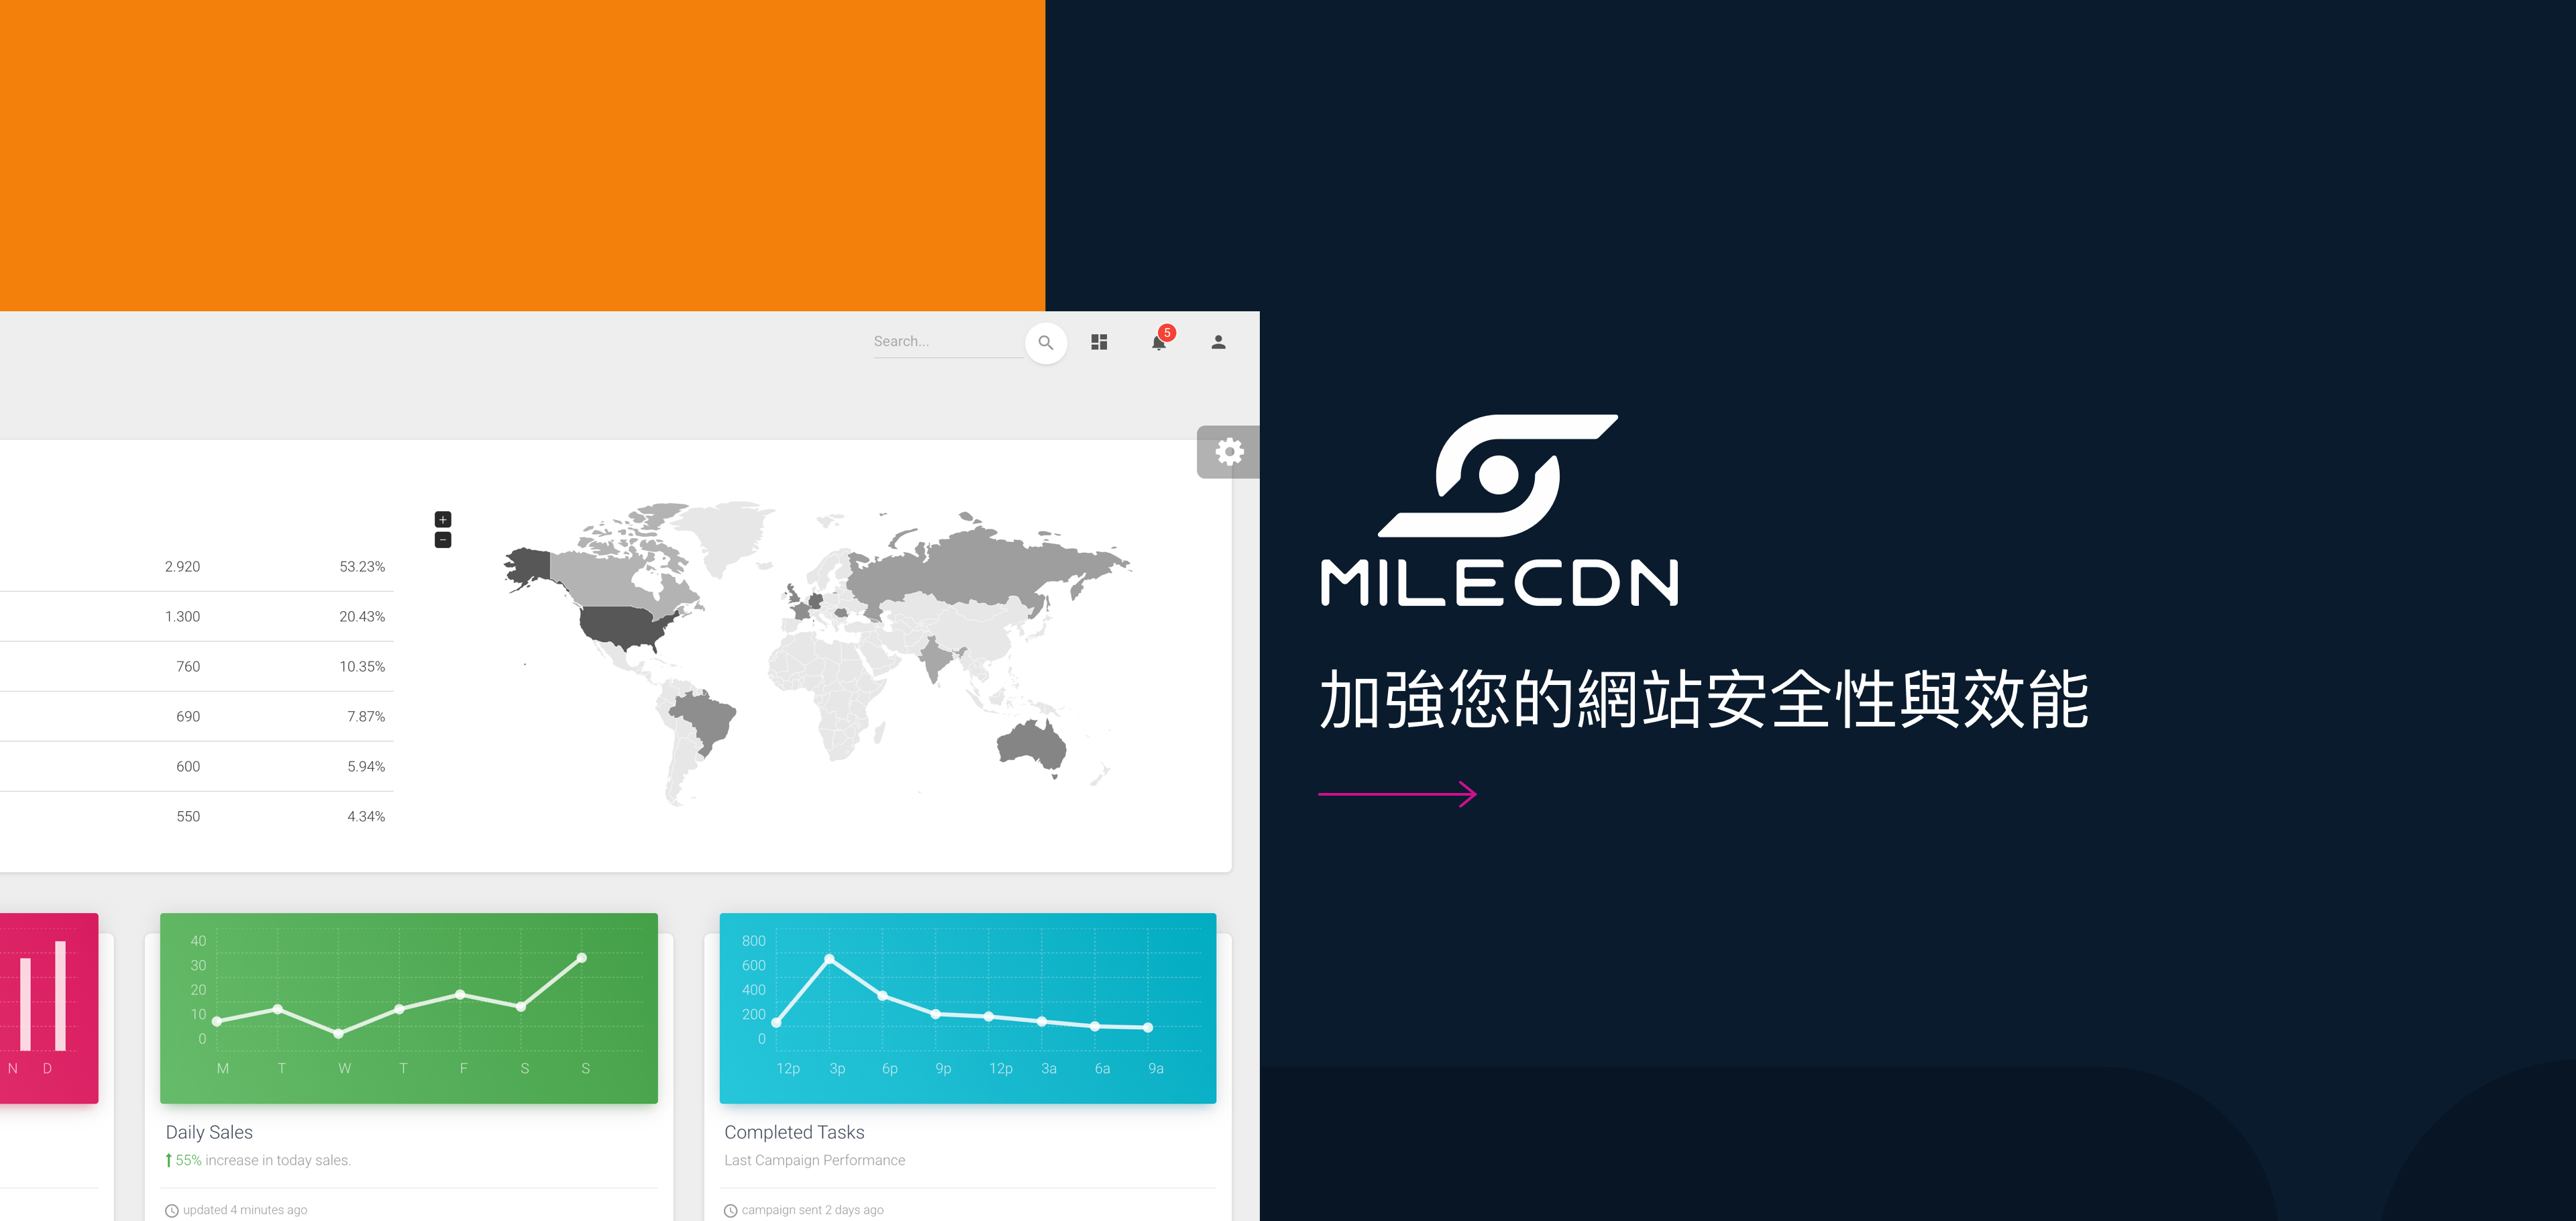 Search...
5
MILECDN
加強您的網站安全性與效能
+
−
2.920 53.23%
1.300 20.43%
760 10.35%
690 7.87%
600 5.94%
550 4.34%
N D
40
30
20
10
0
M T W T F S S
Daily Sales
55% increase in today sales.
updated 4 minutes ago
800
600
400
200
0
12p 3p 6p 9p 12p 3a 6a 9a
Completed Tasks
Last Campaign Performance
campaign sent 2 days ago